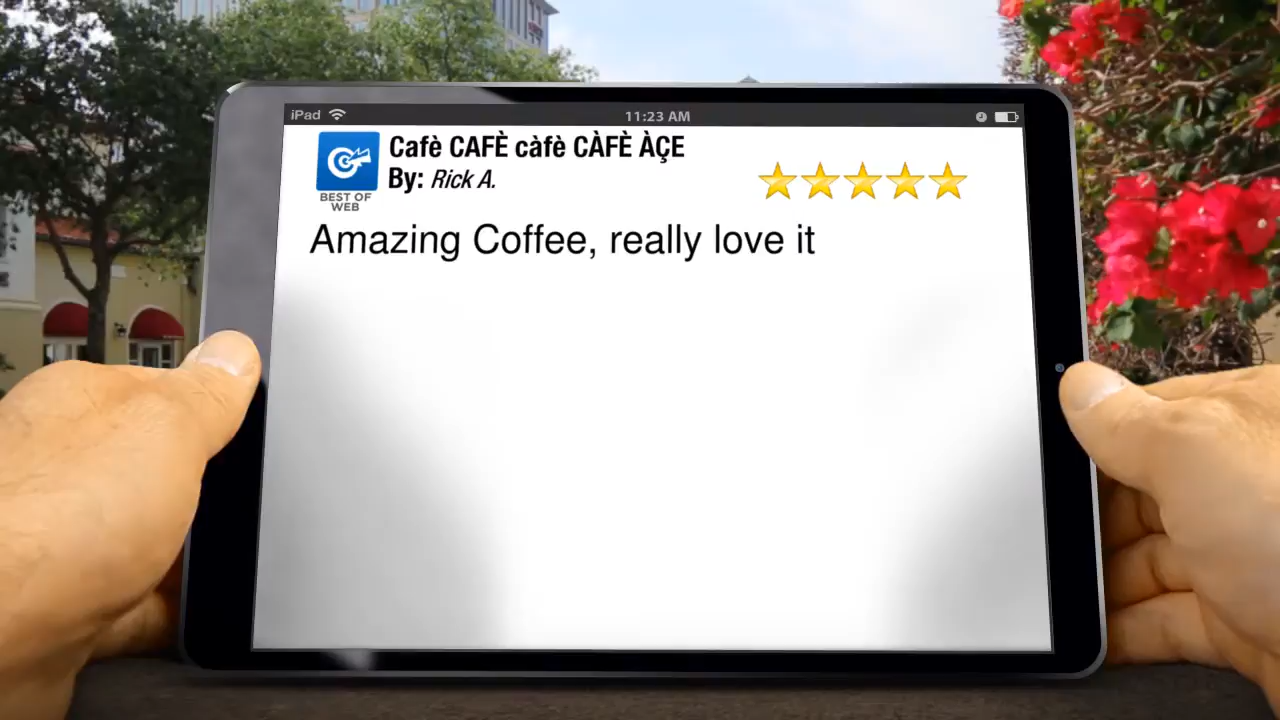 iPad 11:23 AM
Cafè CAFÈ càfè CÀFÈ ÀÇE
By: Rick A.
BEST OF
WEB
Amazing Coffee, really love it